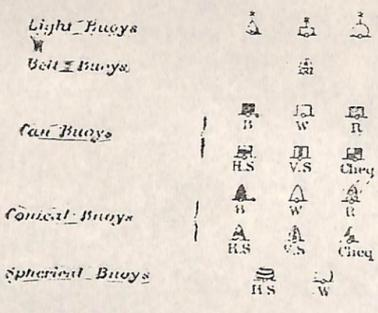 Light Buoys
Bell Buoys
Can Buoys
B W R
H.S V.S Cheq
Conical Buoys
B W R
H.S V.S Cheq
Spherical Buoys
H S W